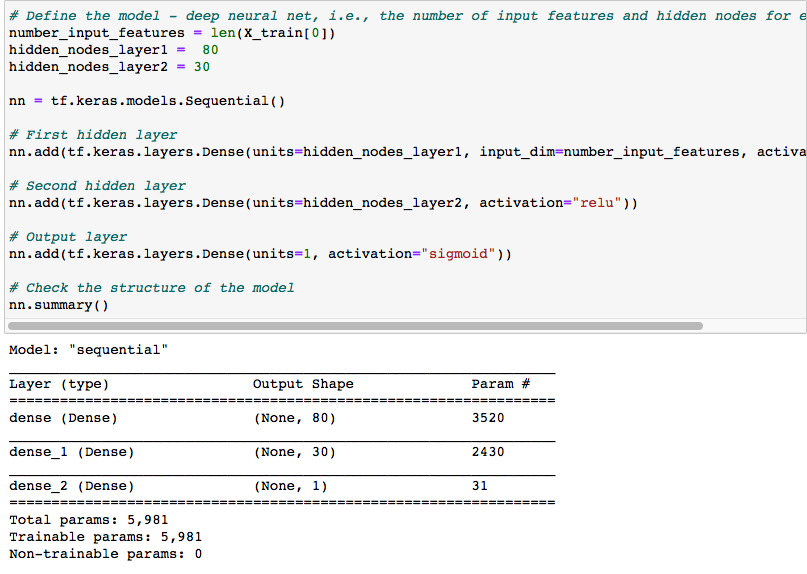 # Define the model - deep neural net, i.e., the number of input features and hidden nodes for e
number_input_features = len(X_train[0])
hidden_nodes_layer1 =  80
hidden_nodes_layer2 = 30
nn = tf.keras.models.Sequential()
# First hidden layer
nn.add(tf.keras.layers.Dense(units=hidden_nodes_layer1, input_dim=number_input_features, activa
# Second hidden layer
nn.add(tf.keras.layers.Dense(units=hidden_nodes_layer2, activation="relu"))
# Output layer
nn.add(tf.keras.layers.Dense(units=1, activation="sigmoid"))
# Check the structure of the model
nn.summary()
Model: "sequential"
Layer (type) Output Shape Param #
dense (Dense) (None, 80) 3520
dense_1 (Dense) (None, 30) 2430
dense_2 (Dense) (None, 1) 31
Total params: 5,981
Trainable params: 5,981
Non-trainable params: 0